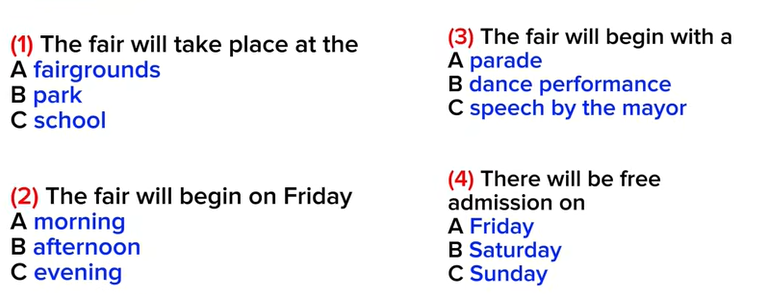 (1) The fair will take place at the
A fairgrounds
B park
C school
(2) The fair will begin on Friday
A morning
B afternoon
C evening
(3) The fair will begin with a
A parade
B dance performance
C speech by the mayor
(4) There will be free
admission on
A Friday
B Saturday
C Sunday